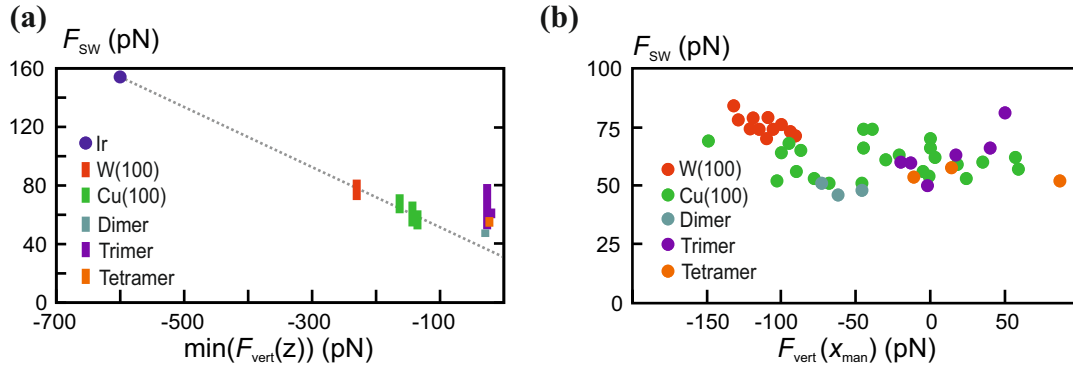 (a)
F_SW (pN)
160
120
80
40
0
Ir
W(100)
Cu(100)
Dimer
Trimer
Tetramer
-700 -500 -300 -100
min(F_vert(z)) (pN)
(b)
F_SW (pN)
100
75
50
25
0
W(100)
Cu(100)
Dimer
Trimer
Tetramer
-150 -100 -50 0 50
F_vert(x_man) (pN)